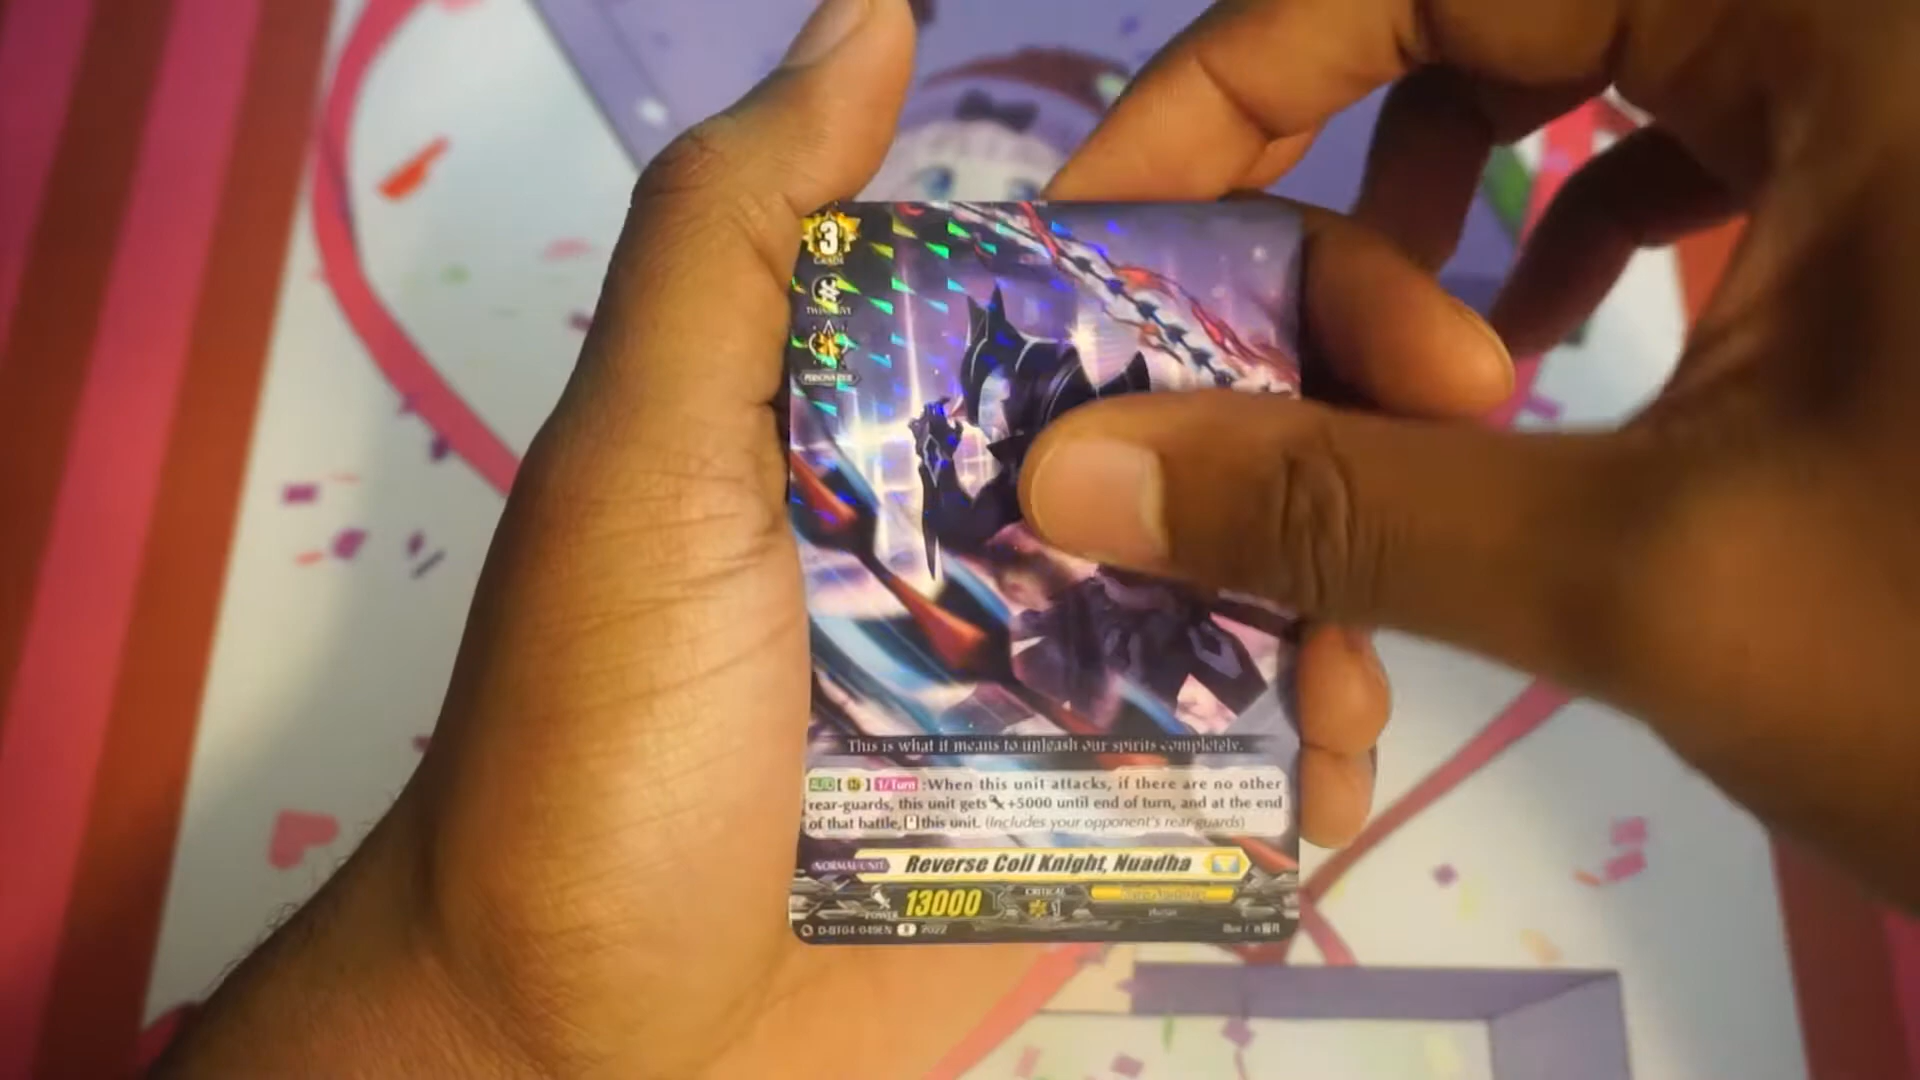 3
GRADE
PERSONA RIDE
This is what it means to unleash our spirits completely.
AUTO [ ] 1/Turn :When this unit attacks, if there are no other
rear-guards, this unit gets +5000 until end of turn, and at the end
of that battle, this unit. (Includes your opponent's rear-guards)
NORMAL UNIT Reverse Coil Knight, Nuadha
POWER 13000 CRITICAL 1
D-BT04-049EN R 2022